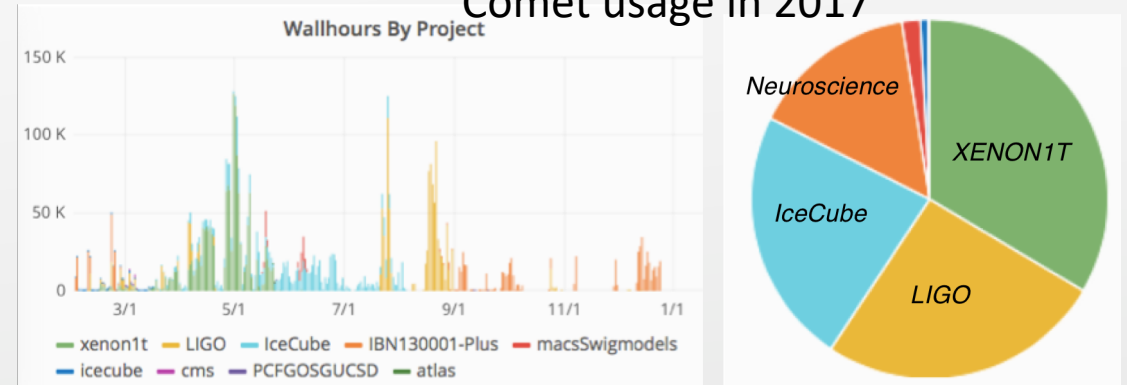 Comet usage in 2017
Wallhours By Project
150 K
100 K
50 K
0
3/1 5/1 7/1 9/1 11/1 1/1
xenon1t LIGO IceCube IBN130001-Plus macsSwigmodels
icecube cms PCFGOSGUCSD atlas
Neuroscience
XENON1T
IceCube
LIGO